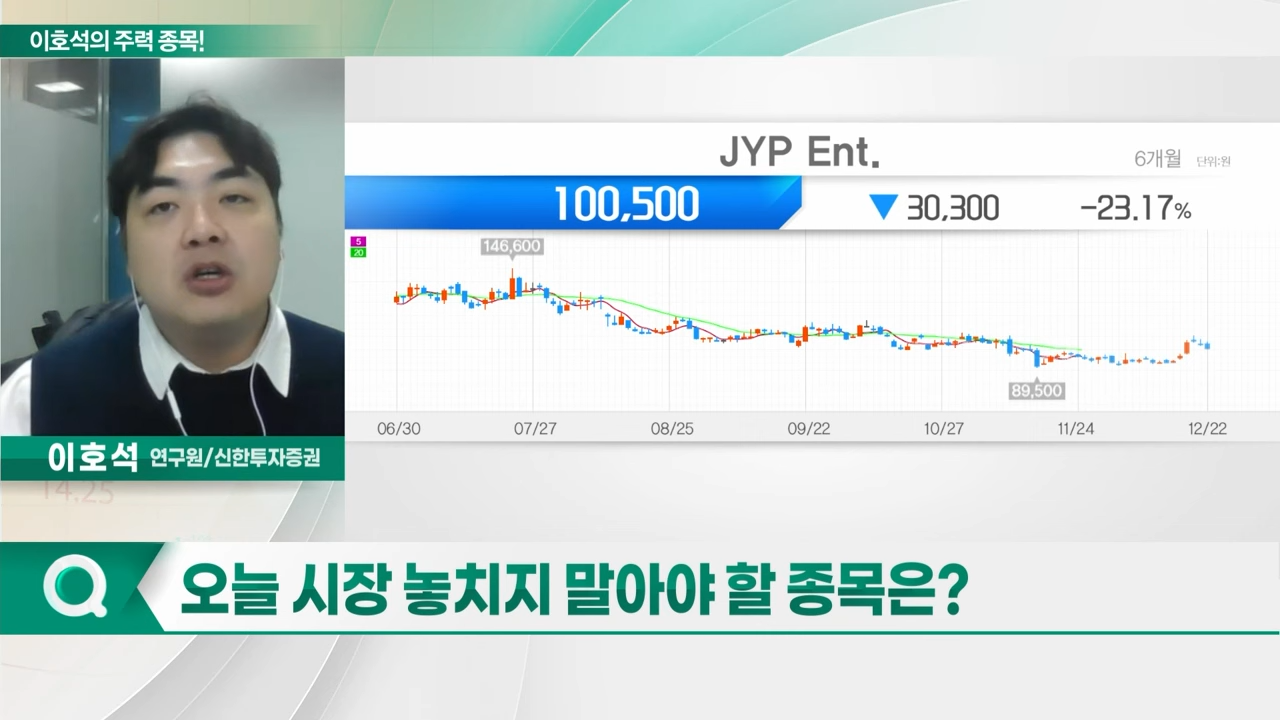 이호석의 주력 종목!
JYP Ent.
6개월 단위:원
100,500 ▼ 30,300 -23.17%
5
20
146,600
89,500
06/30 07/27 08/25 09/22 10/27 11/24 12/22
이호석 연구원/신한투자증권
14.25
오늘 시장 놓치지 말아야 할 종목은?